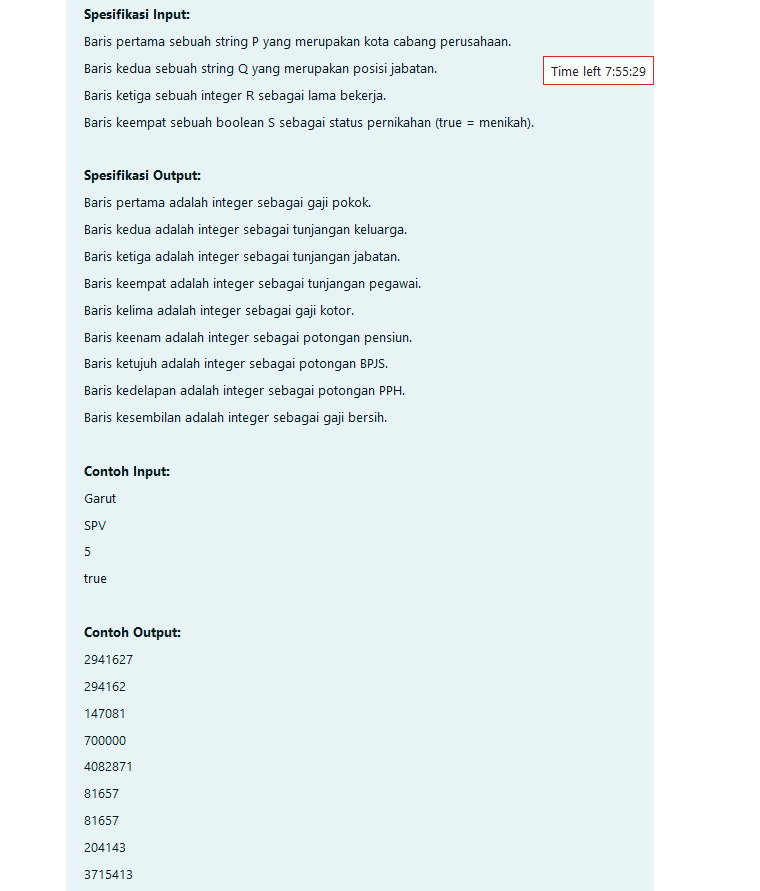 Spesifikasi Input:
Baris pertama sebuah string P yang merupakan kota cabang perusahaan.
Baris kedua sebuah string Q yang merupakan posisi jabatan.
Time left 7:55:29
Baris ketiga sebuah integer R sebagai lama bekerja.
Baris keempat sebuah boolean S sebagai status pernikahan (true = menikah).
Spesifikasi Output:
Baris pertama adalah integer sebagai gaji pokok.
Baris kedua adalah integer sebagai tunjangan keluarga.
Baris ketiga adalah integer sebagai tunjangan jabatan.
Baris keempat adalah integer sebagai tunjangan pegawai.
Baris kelima adalah integer sebagai gaji kotor.
Baris keenam adalah integer sebagai potongan pensiun.
Baris ketujuh adalah integer sebagai potongan BPJS.
Baris kedelapan adalah integer sebagai potongan PPH.
Baris kesembilan adalah integer sebagai gaji bersih.
Contoh Input:
Garut
SPV
5
true
Contoh Output:
2941627
294162
147081
700000
4082871
81657
81657
204143
3715413